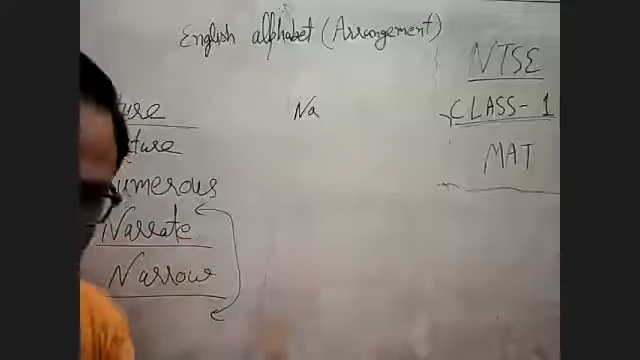 English alphabet (Arrangement)
NTSE
CLASS-1
MAT
Na
Narrate
Narrow